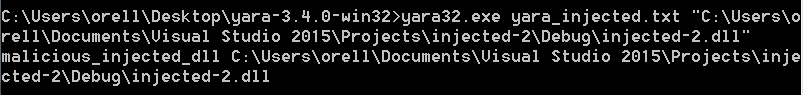 C:\Users\orell\Desktop\yara-3.4.0-win32>yara32.exe yara_injected.txt "C:\Users\o
rell\Documents\Visual Studio 2015\Projects\injected-2\Debug\injected-2.dll"
malicious_injected_dll C:\Users\orell\Documents\Visual Studio 2015\Projects\inje
cted-2\Debug\injected-2.dll